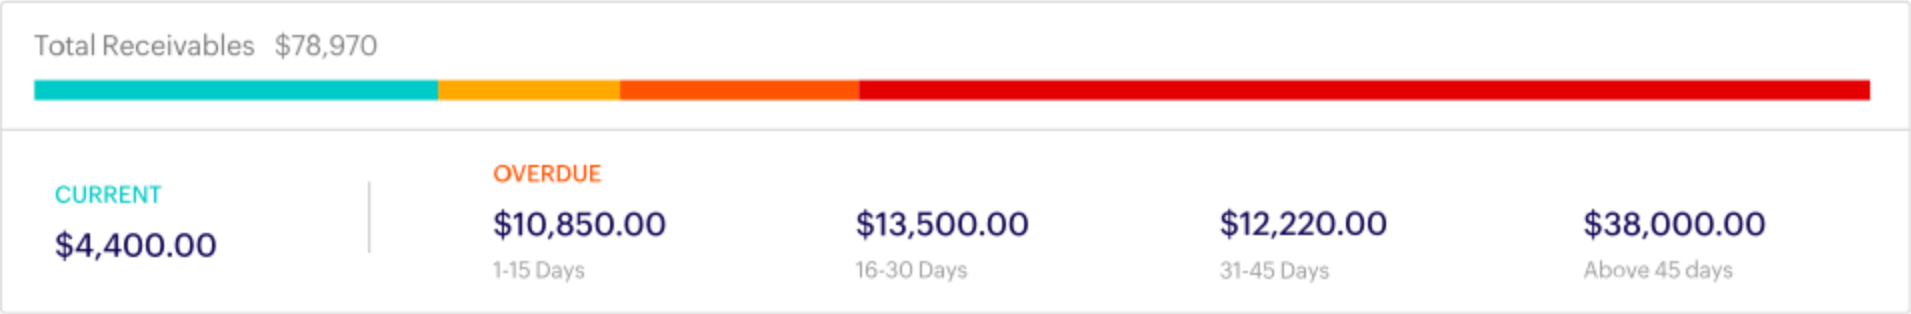 Total Receivables $78,970
CURRENT
$4,400.00
OVERDUE
$10,850.00 $13,500.00 $12,220.00 $38,000.00
1-15 Days 16-30 Days 31-45 Days Above 45 days